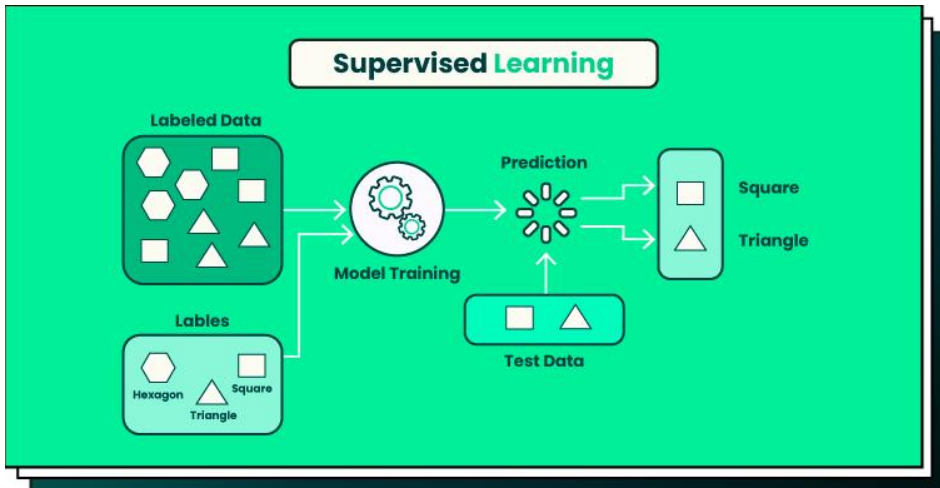 Supervised Learning
Labeled Data
Prediction
Square
Triangle
Model Training
Lables
Hexagon
Square
Triangle
Test Data